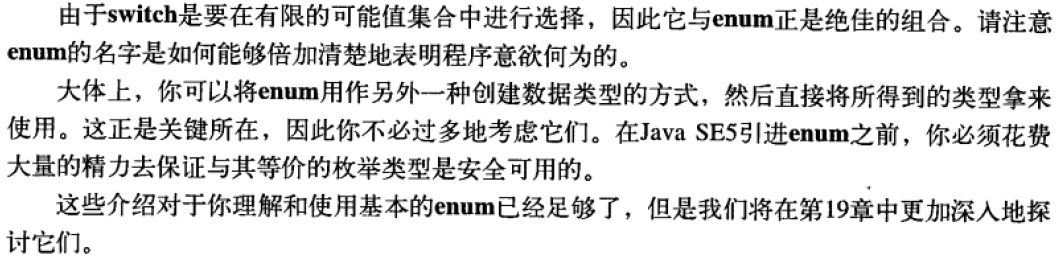 由于switch是要在有限的可能值集合中进行选择，因此它与enum正是绝佳的组合。请注意
enum的名字是如何能够倍加清楚地表明程序意欲何为的。
大体上，你可以将enum用作另外一种创建数据类型的方式，然后直接将所得到的类型拿来
使用。这正是关键所在，因此你不必过多地考虑它们。在Java SE5引进enum之前，你必须花费
大量的精力去保证与其等价的枚举类型是安全可用的。
这些介绍对于你理解和使用基本的enum已经足够了，但是我们将在第19章中更加深入地探
讨它们。